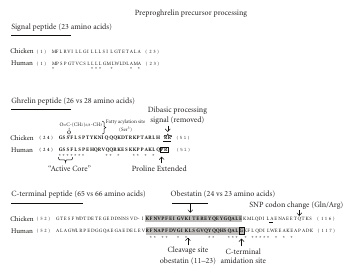 Preproghrelin precursor processing
Signal peptide (23 amino acids)
Chicken (1) MFLRVILLGILLLSILGTETALA (23)
Human (1) MPSPGTVCSLLLLGMLWLDLAMA (23)
Ghrelin peptide (26 vs 28 amino acids)
Dibasic processing
signal (removed)
O=C-(CH₂)₆-CH₃
Fatty acylation site
(Ser³)
Chicken (24) GSSFLSPTYKNIQQQKDTRKPTARLH RR (51)
Human (24) GSSFLSPEHQRVQQRKESKKPPAKLQPR (51)
"Active Core"
Proline Extended
C-terminal peptide (65 vs 66 amino acids)
Obestatin (24 vs 23 amino acids)
SNP codon change (Gln/Arg)
Chicken (52)
Human (52)
(116)
(117)
Cleavage site
obestatin (11–23)
C-terminal
amidation site